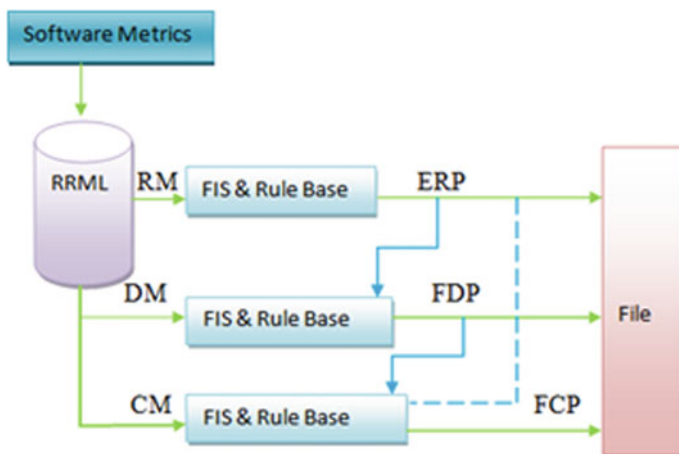 Software Metrics
RRML
RM
FIS & Rule Base
ERP
DM
FIS & Rule Base
FDP
File
CM
FIS & Rule Base
FCP